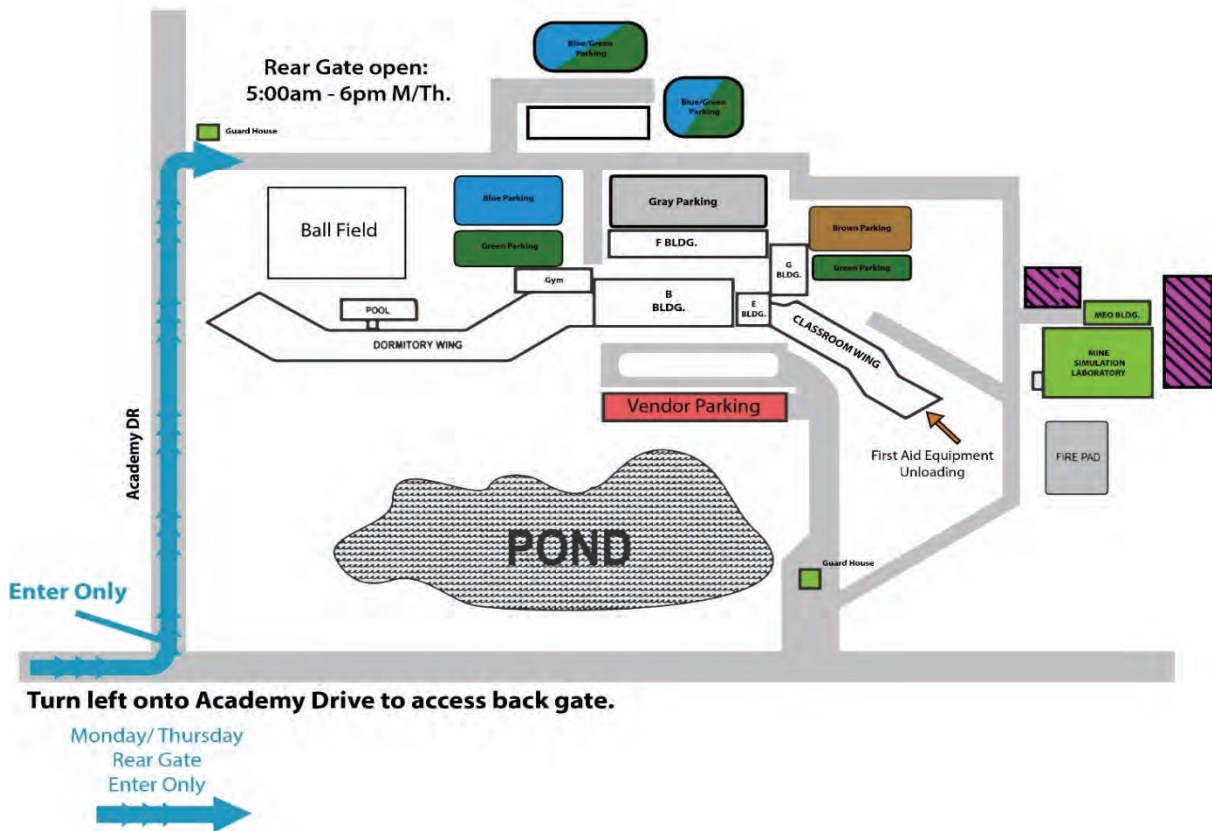 Blue/Green
Parking
Rear Gate open:
5:00am - 6pm M/Th.
Blue/Green
Parking
Guard House
Blue Parking
Gray Parking
Ball Field
Brown Parking
Green Parking
F BLDG.
G
BLDG.
Green Parking
Gym
B
BLDG.
E
BLDG.
POOL
MEO BLDG.
DORMITORY WING
CLASSROOM WING
MINE
SIMULATION
LABORATORY
Vendor Parking
Academy DR
First Aid Equipment
Unloading
FIRE PAD
POND
Guard House
Enter Only
Turn left onto Academy Drive to access back gate.
Monday/ Thursday
Rear Gate
Enter Only